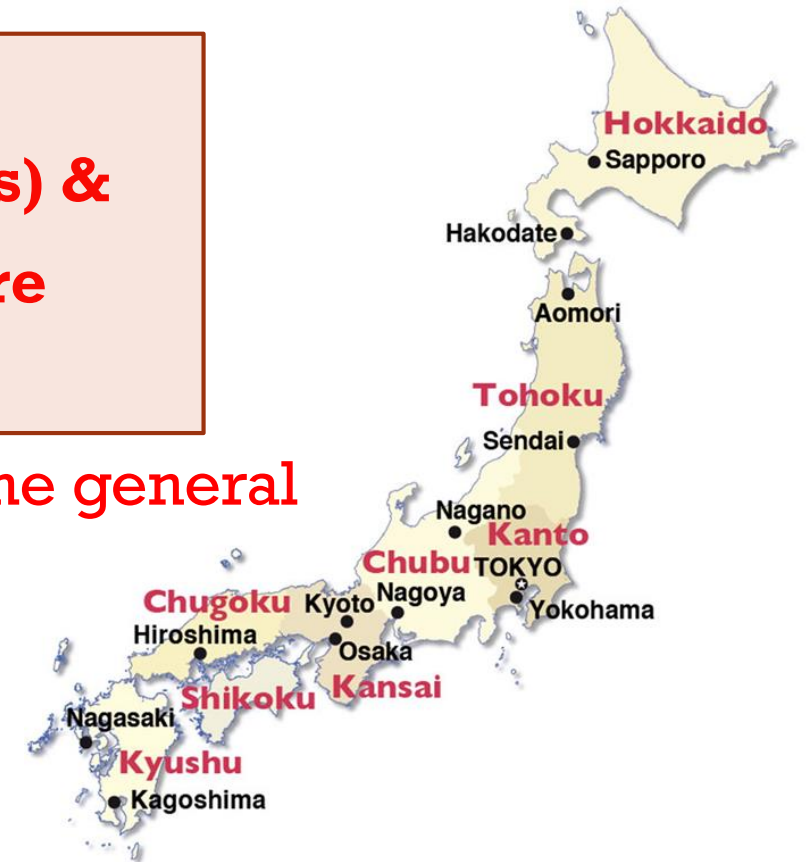 s) &
re
ne general
Hokkaido
Sapporo
Hakodate
Aomori
Tohoku
Sendai
Nagano
Kanto
Chubu
TOKYO
Nagoya
Yokohama
Chugoku
Kyoto
Hiroshima
Osaka
Kansai
Shikoku
Nagasaki
Kyushu
Kagoshima